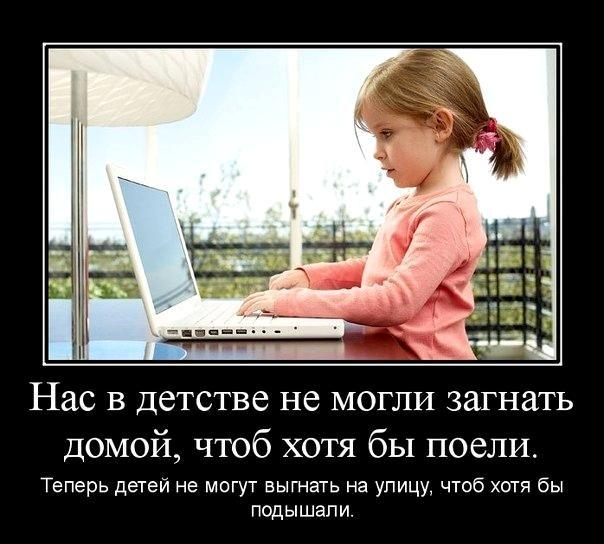 Нас в детстве не могли загнать
домой, чтоб хотя бы поели.
Теперь детей не могут выгнать на улицу, чтоб хотя бы
подышали.